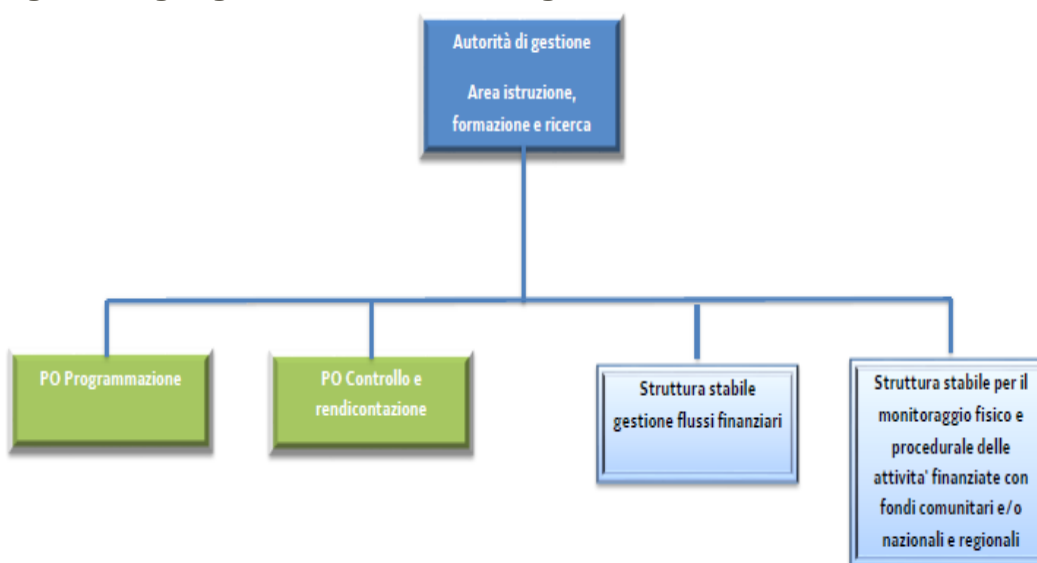 Autorità di gestione
Area istruzione,
formazione e ricerca
PO Programmazione
PO Controllo e
rendicontazione
Struttura stabile
gestione flussi finanziari
Struttura stabile per il
monitoraggio fisico e
procedurale delle
attivita' finanziate con
fondi comunitari e/o
nazionali e regionali